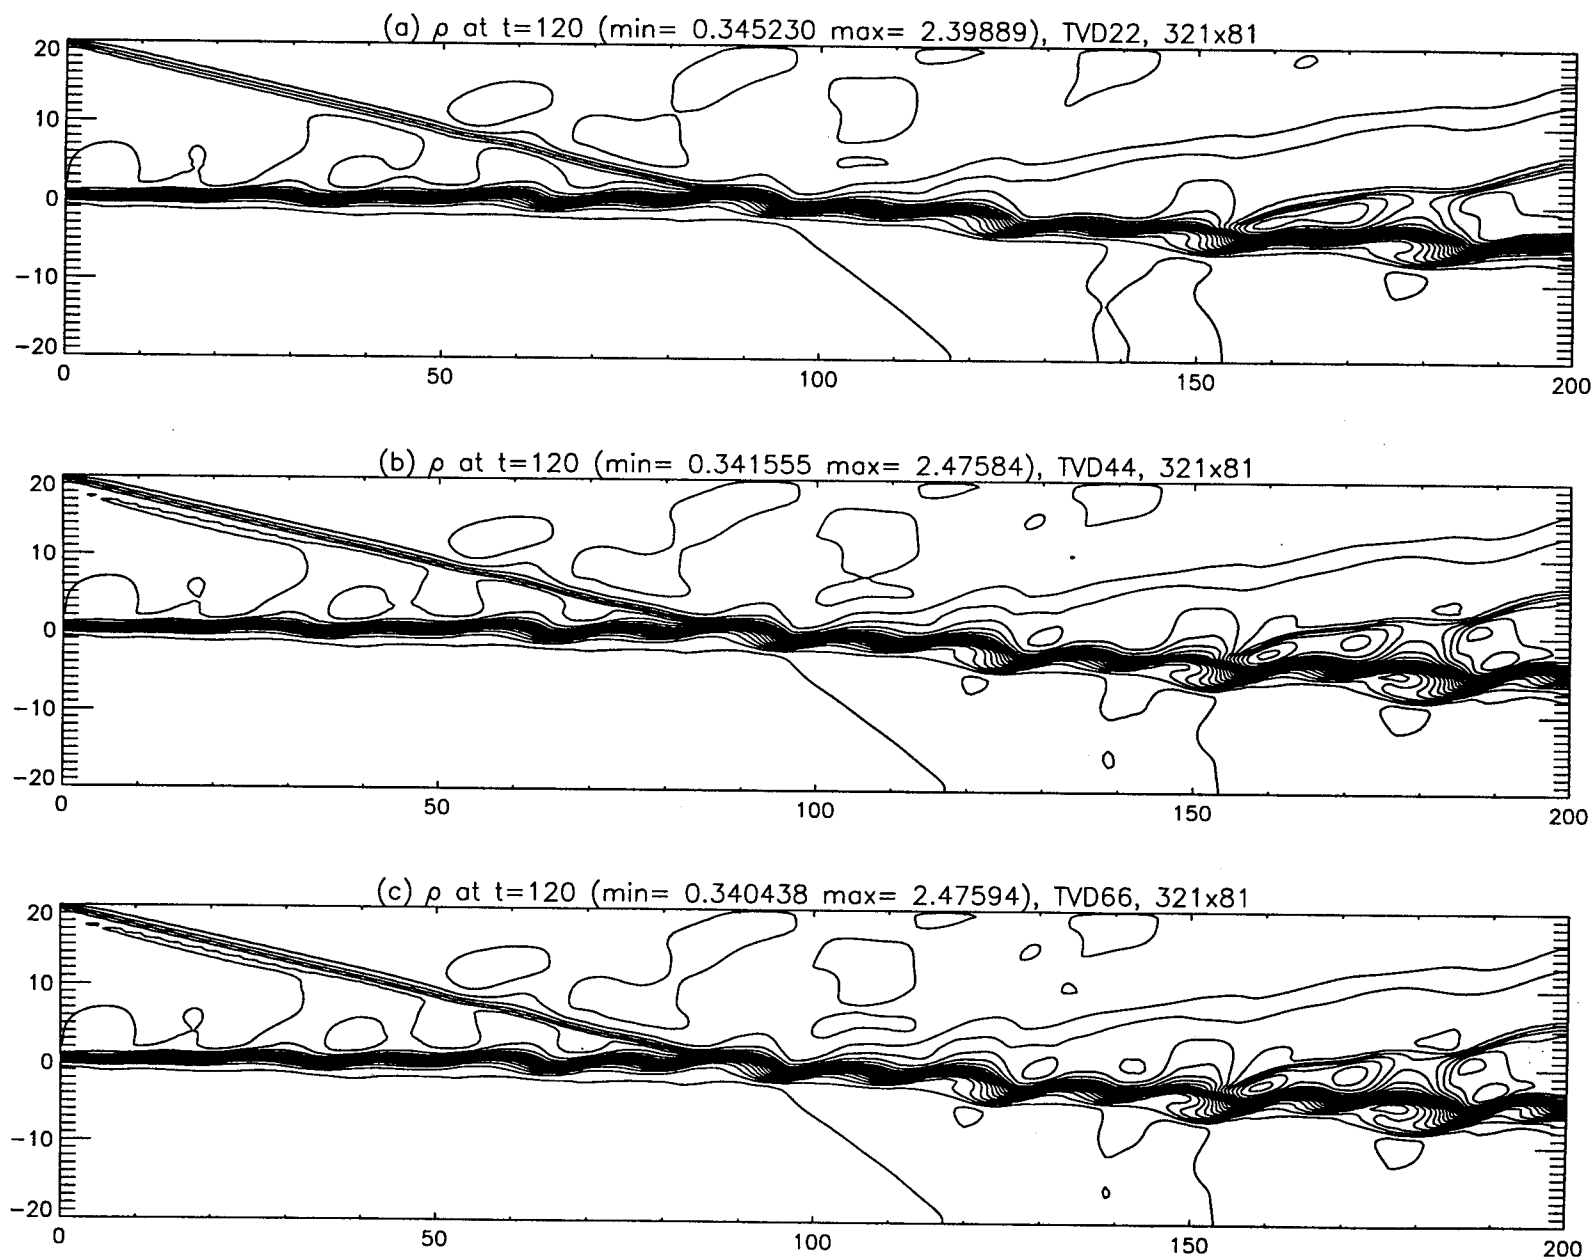 (a) ρ at t=120 (min= 0.345230 max= 2.39889), TVD22, 321x81
20
10
0
−10
−20
0 50 100 150 200
(b) ρ at t=120 (min= 0.341555 max= 2.47584), TVD44, 321x81
20
10
0
−10
−20
0 50 100 150 200
(c) ρ at t=120 (min= 0.340438 max= 2.47594), TVD66, 321x81
20
10
0
−10
−20
0 50 100 150 200